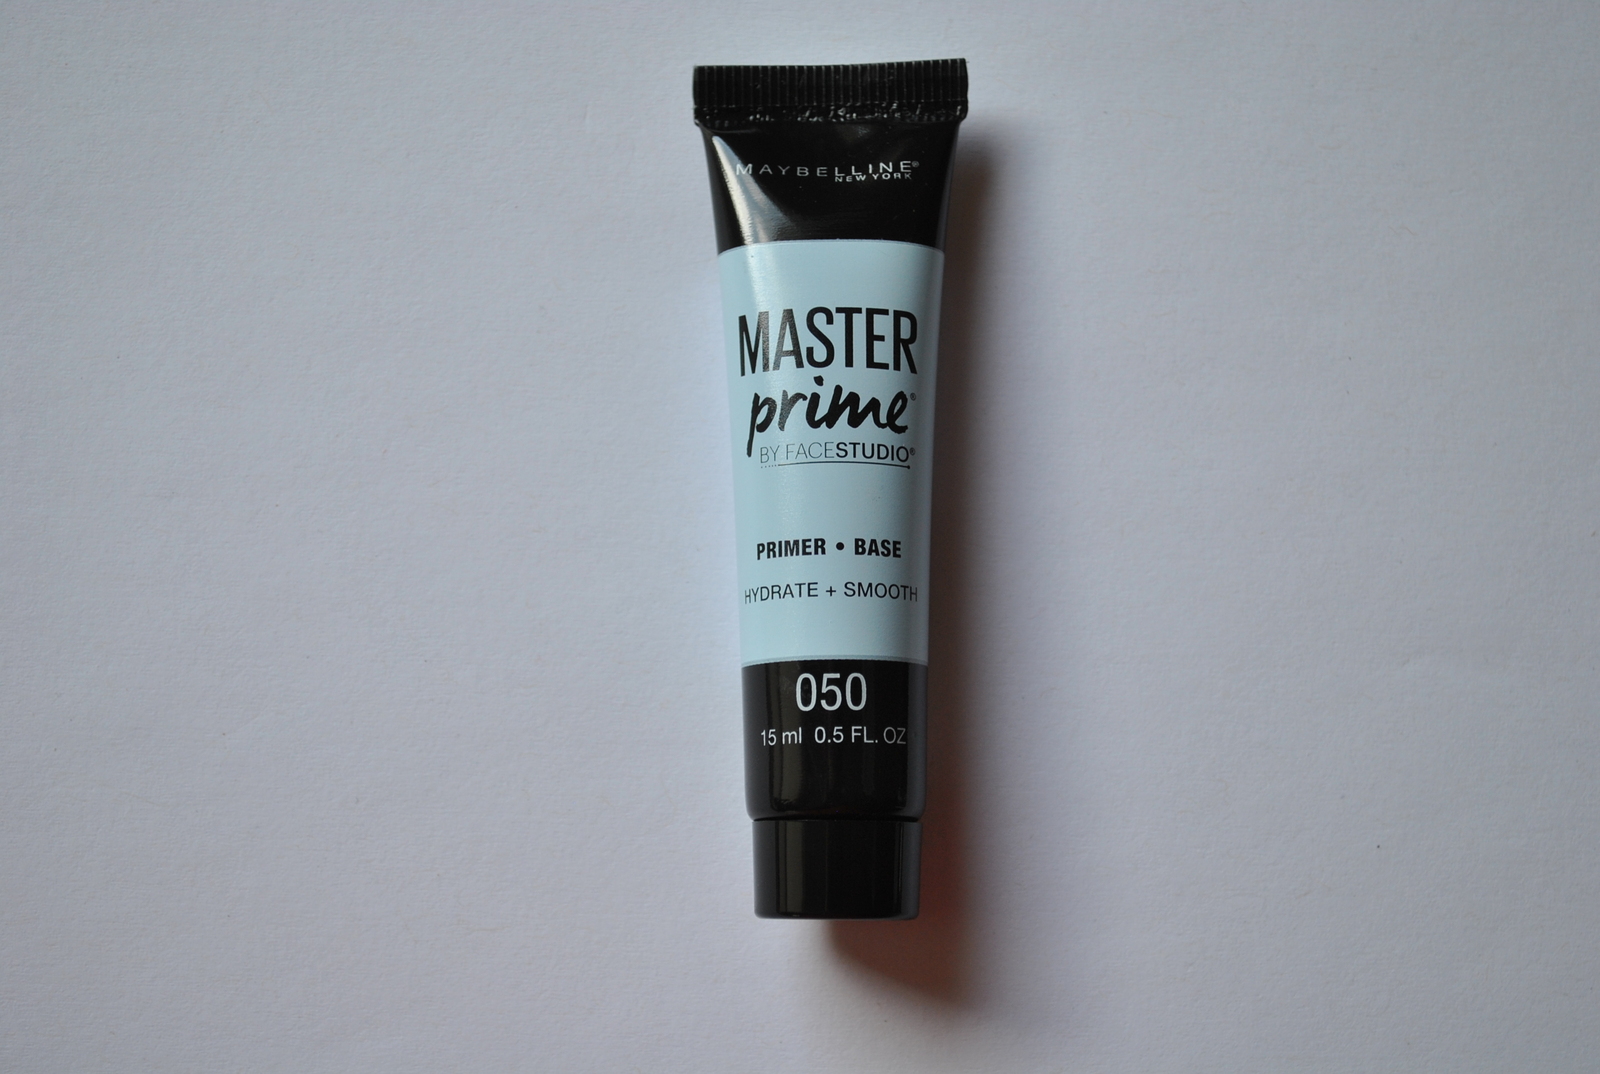 MAYBELLINE®
NEW YORK
MASTER
prime®
BY FACESTUDIO®
PRIMER • BASE
HYDRATE + SMOOTH
050
15 ml 0.5 FL. OZ